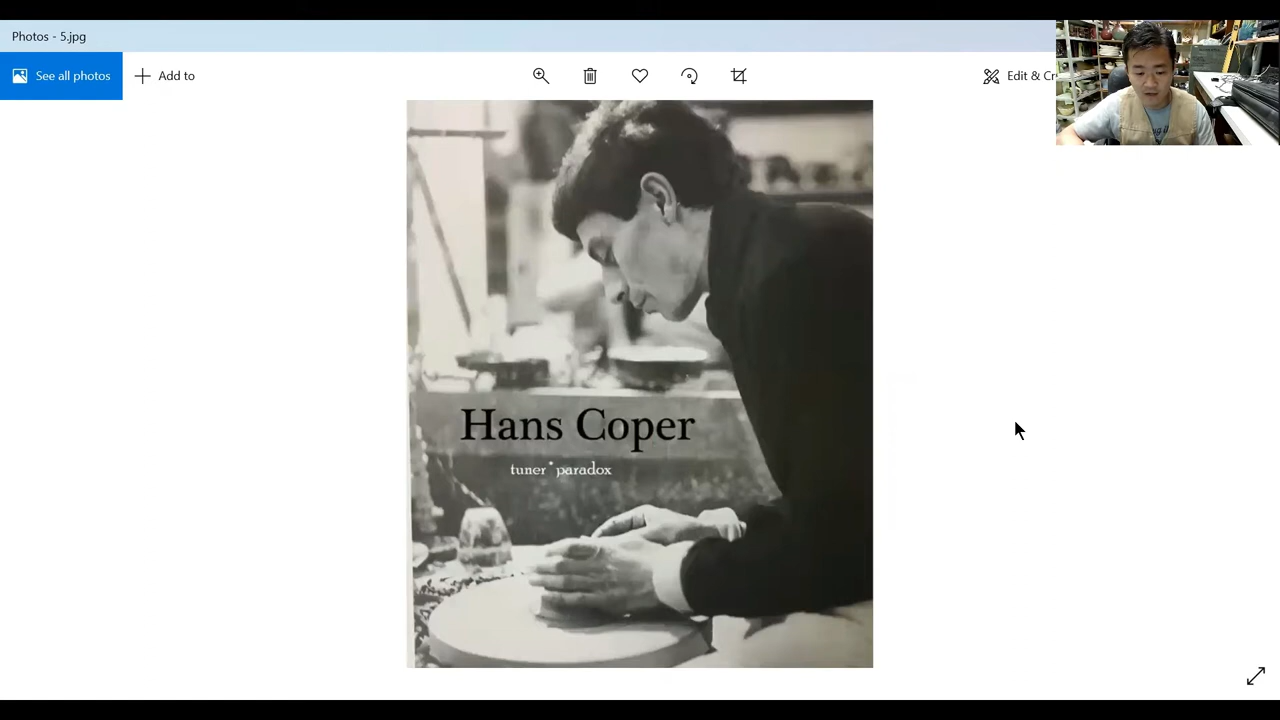 Photos - 5.jpg
See all photos
Add to
Edit & Cr
Hans Coper
tuner*paradox